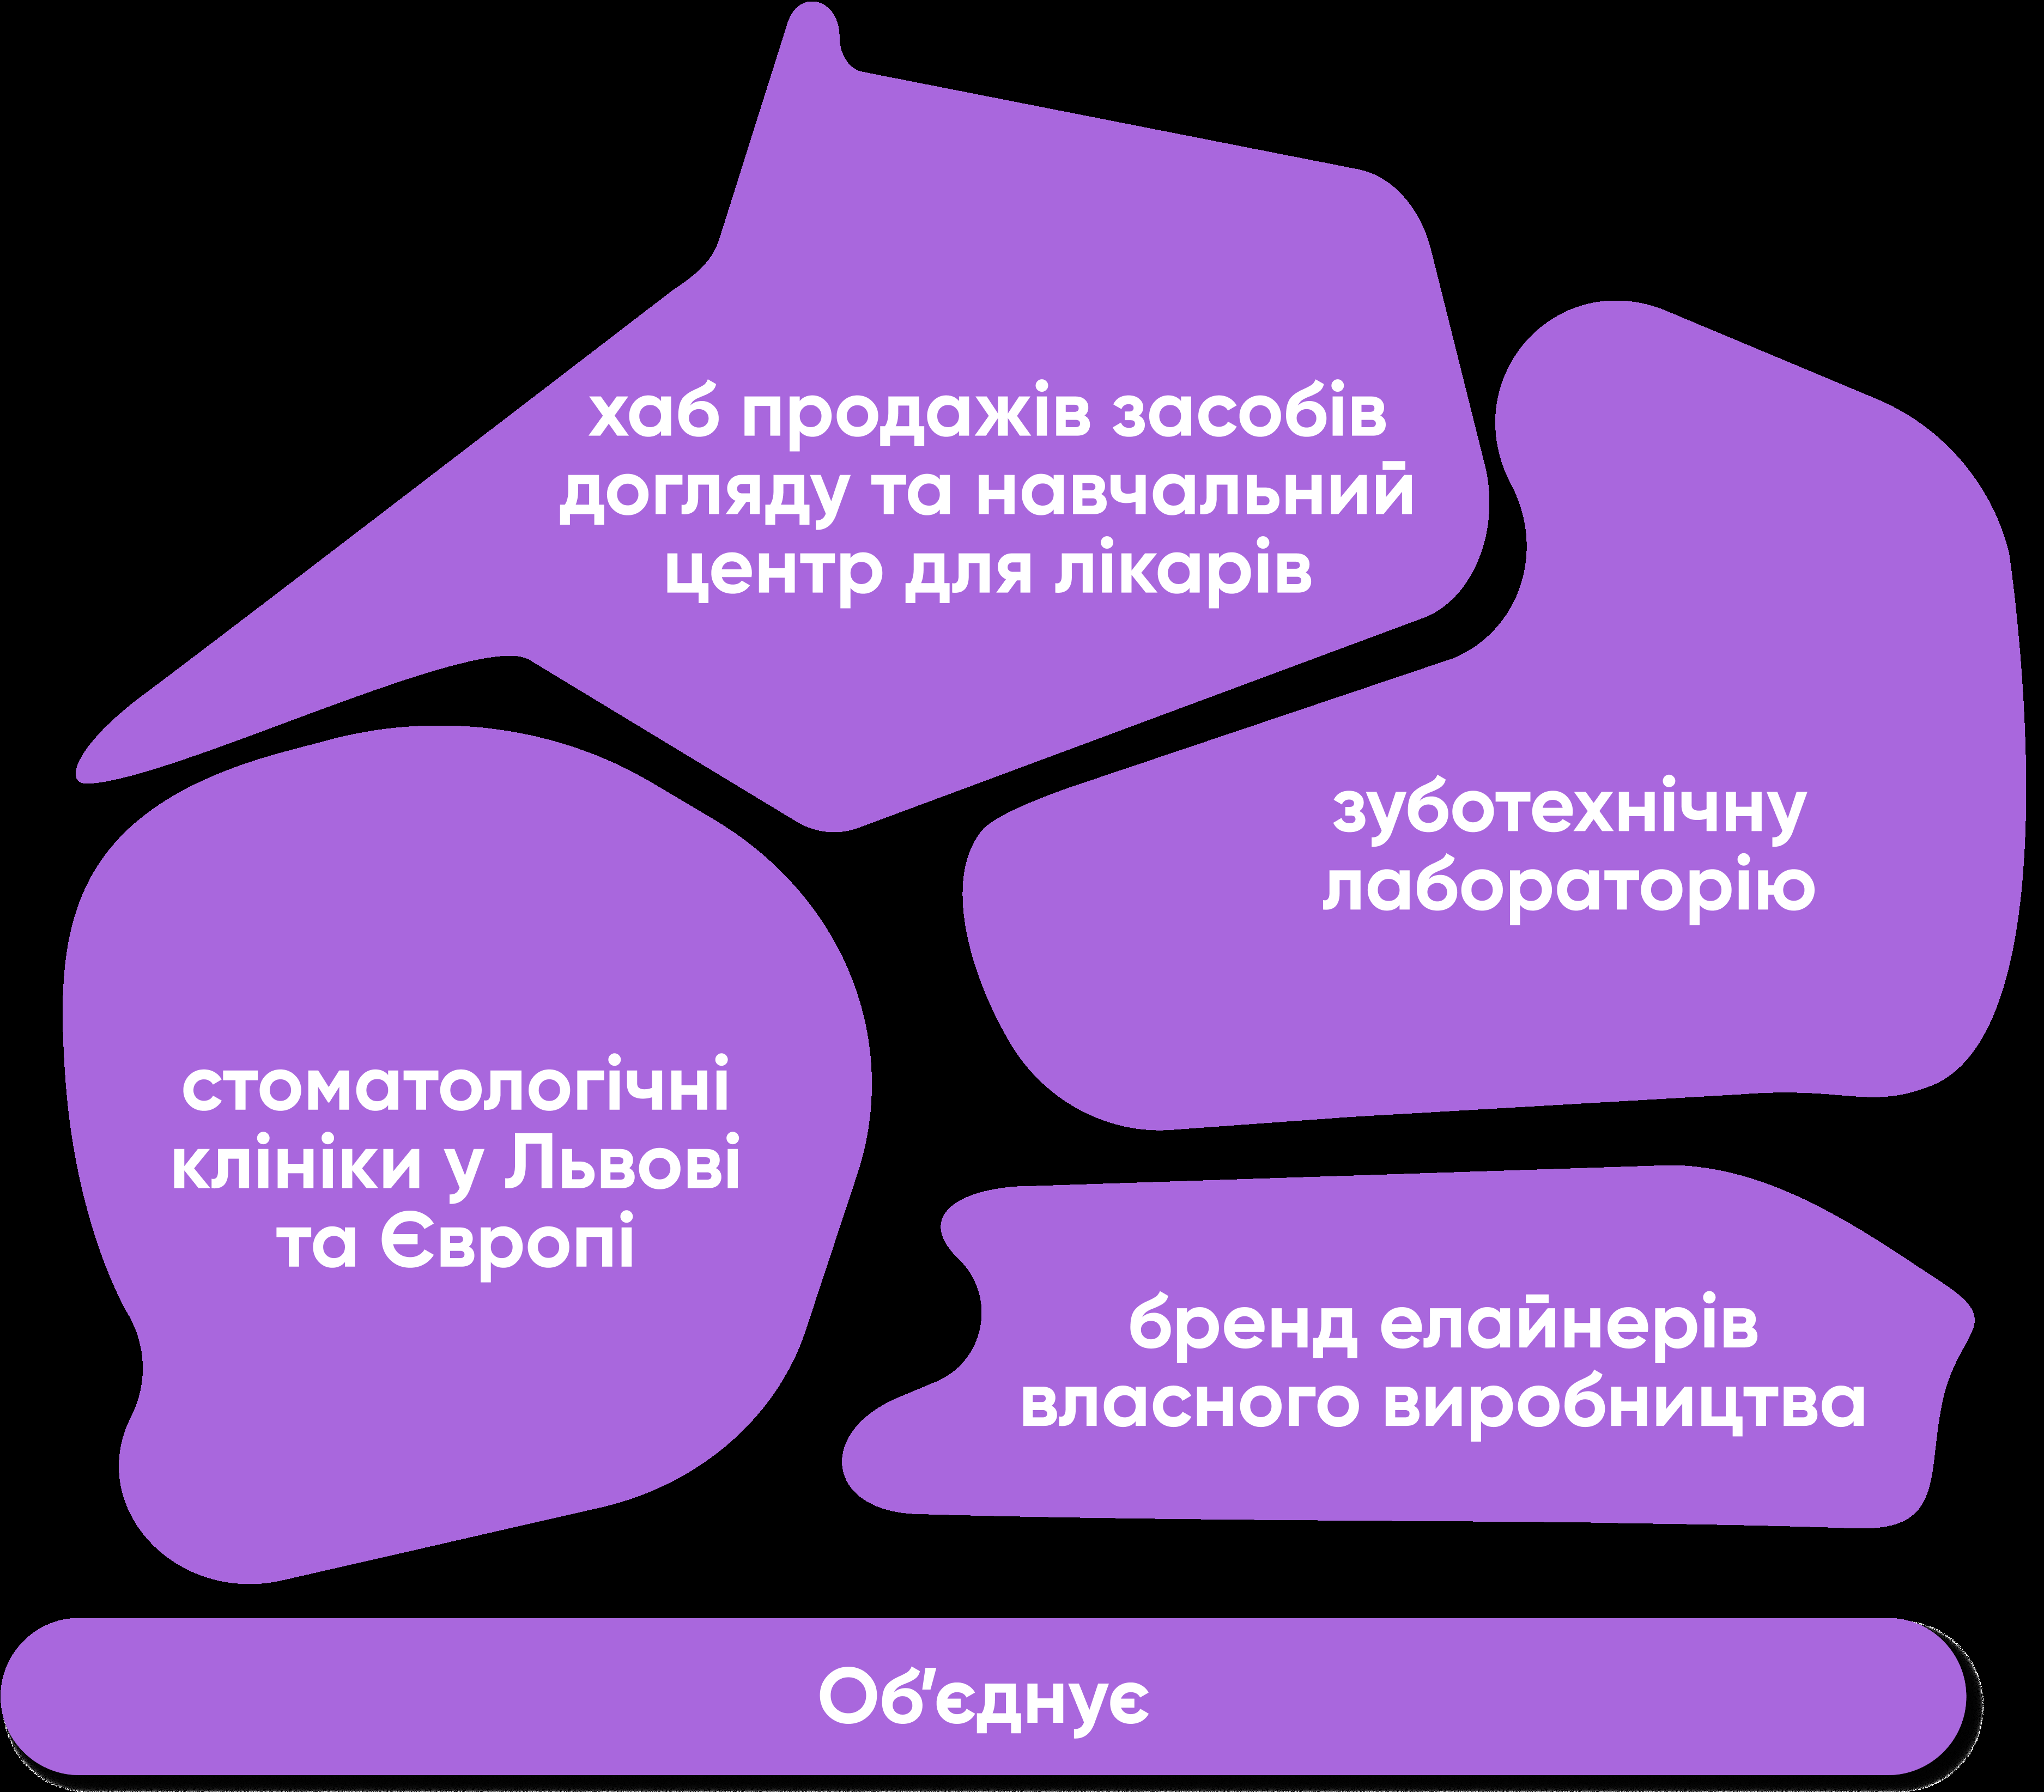 хаб продажів засобів
догляду та навчальний
центр для лікарів
зуботехнічну
лабораторію
стоматологічні
клініки у Львові
та Європі
бренд елайнерів
власного виробництва
Об’єднує